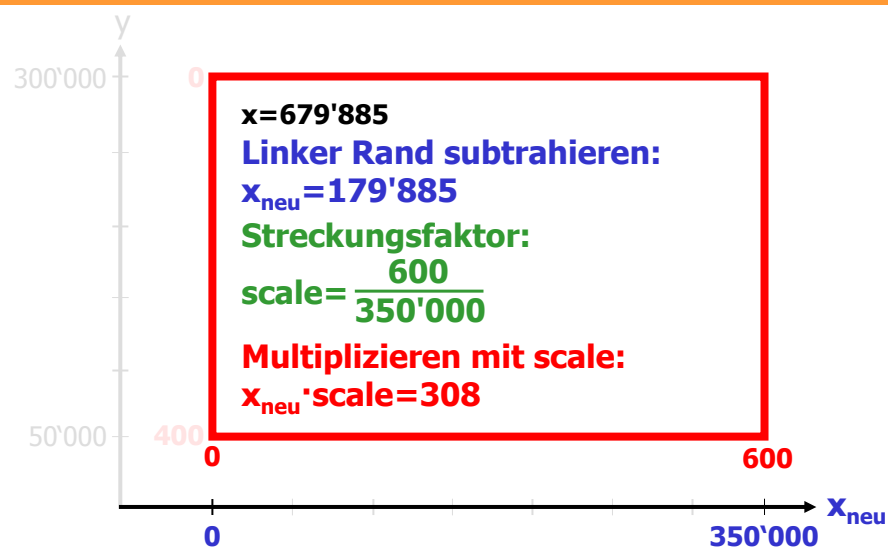 y
300'000
0
x=679'885
Linker Rand subtrahieren:
xneu=179'885
Streckungsfaktor:
scale=600
350'000
Multiplizieren mit scale:
xneu·scale=308
50'000
400
0
600
xneu
0
350‘000